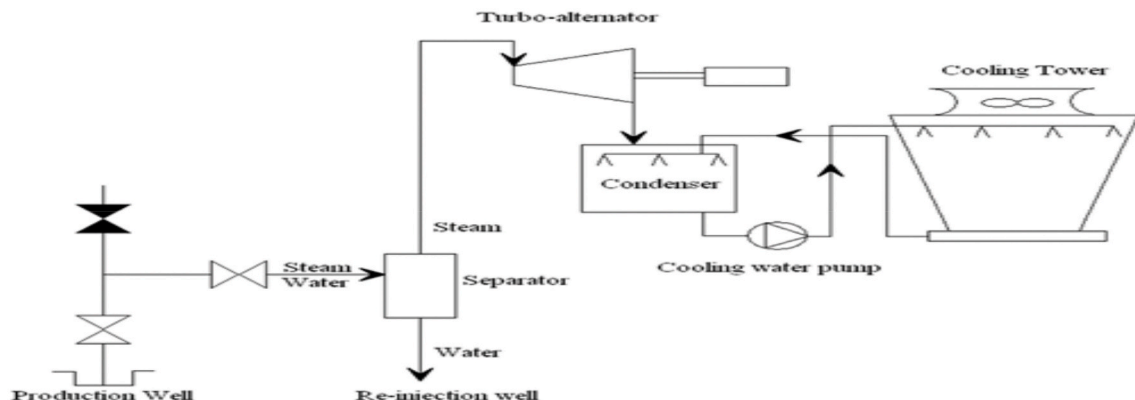 Turbo-alternator
Cooling Tower
Condenser
Steam
Cooling water pump
Steam
Water
Separator
Water
Production Well
Re-injection well